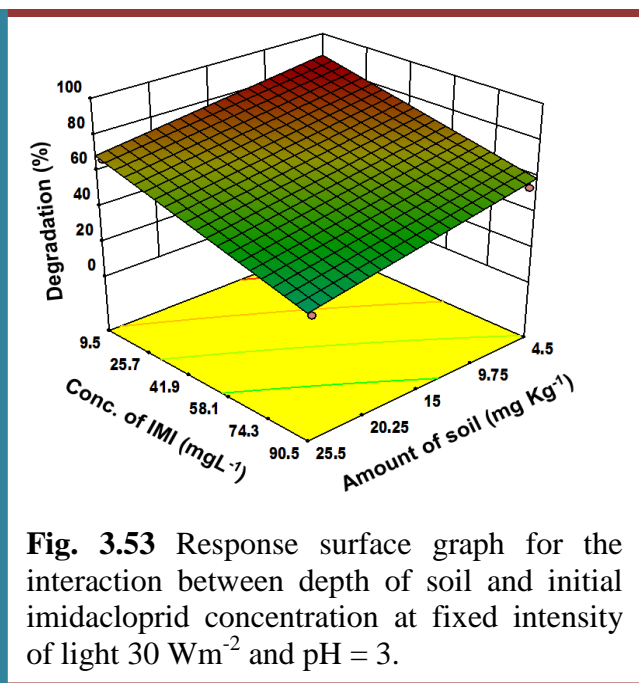 100
80
60
40
20
0
Degradation (%)
9.5
25.7
41.9
58.1
74.3
90.5
Conc. of IMI (mgL⁻¹)
4.5
9.75
15
20.25
25.5
Amount of soil (mg Kg⁻¹)
Fig. 3.53 Response surface graph for the
interaction between depth of soil and initial
imidacloprid concentration at fixed intensity
of light 30 Wm⁻² and pH = 3.